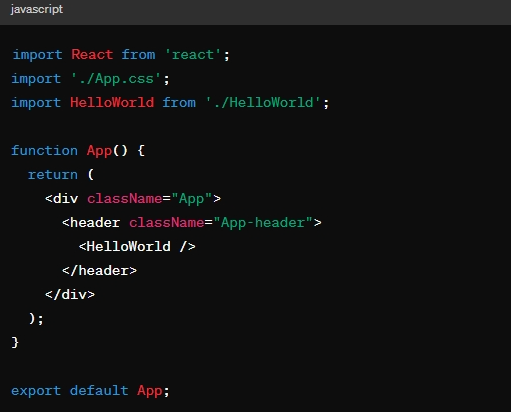 javascript
import React from 'react';
import './App.css';
import HelloWorld from './HelloWorld';
function App() {
return (
<div className="App">
<header className="App-header">
<HelloWorld />
</header>
</div>
);
}
export default App;